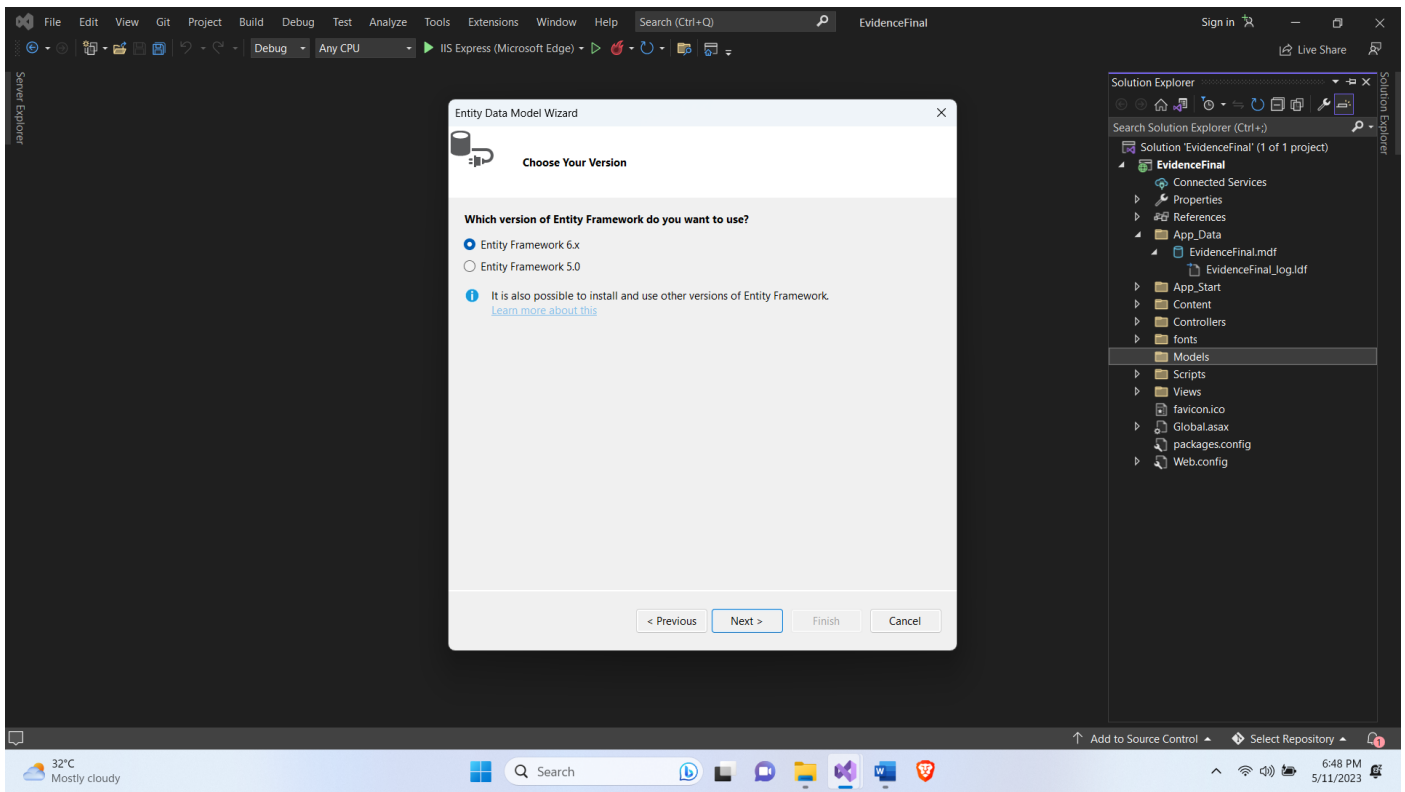 File Edit View Git Project Build Debug Test Analyze Tools Extensions Window Help Search (Ctrl+Q) EvidenceFinal Sign in
Debug Any CPU IIS Express (Microsoft Edge) Live Share
Server Explorer
Entity Data Model Wizard
Choose Your Version
Which version of Entity Framework do you want to use?
Entity Framework 6.x
Entity Framework 5.0
It is also possible to install and use other versions of Entity Framework.
Learn more about this
< Previous Next > Finish Cancel
Solution Explorer
Search Solution Explorer (Ctrl+;)
Solution 'EvidenceFinal' (1 of 1 project)
EvidenceFinal
Connected Services
Properties
References
App_Data
EvidenceFinal.mdf
EvidenceFinal_log.ldf
App_Start
Content
Controllers
fonts
Models
Scripts
Views
favicon.ico
Global.asax
packages.config
Web.config
Solution Explorer
Add to Source Control Select Repository 1
32°C
Mostly cloudy
Search
6:48 PM
5/11/2023